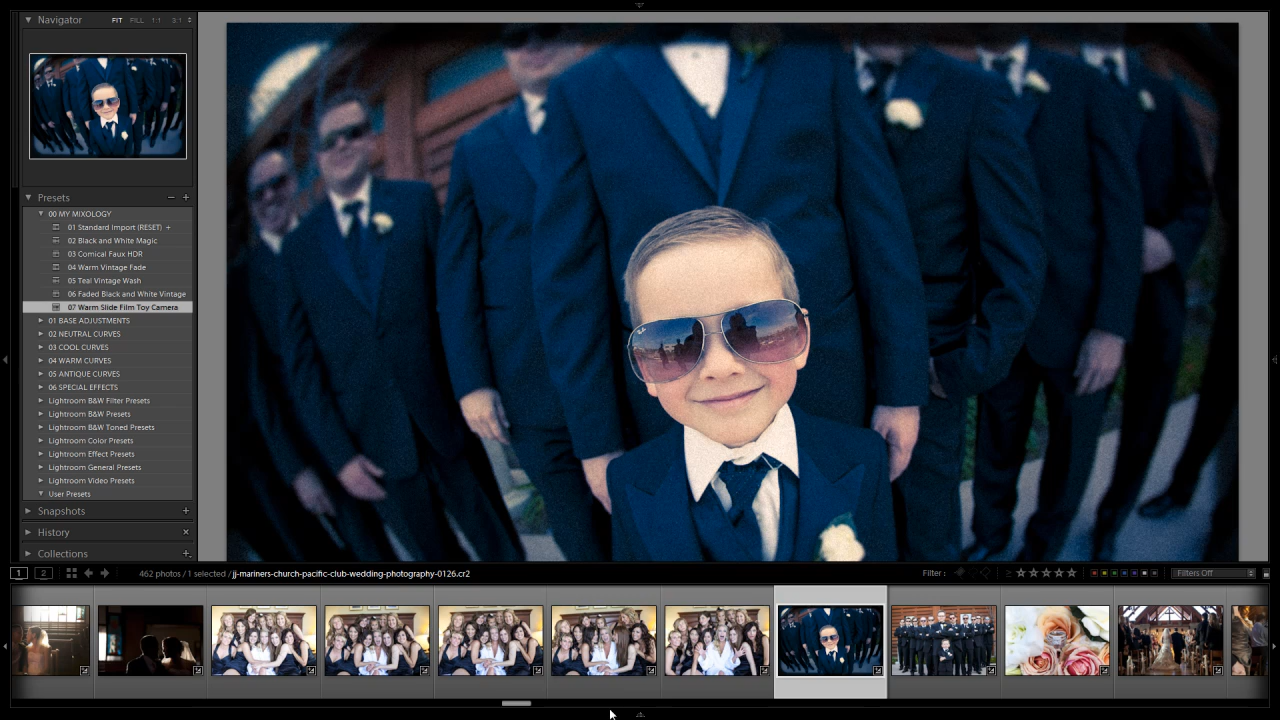 Navigator FIT FILL 1:1 3:1
Presets
00 MY MIXOLOGY
01 Standard Import (RESET) +
02 Black and White Magic
03 Comical Faux HDR
04 Warm Vintage Fade
05 Teal Vintage Wash
06 Faded Black and White Vintage
07 Warm Slide Film Toy Camera
01 BASE ADJUSTMENTS
02 NEUTRAL CURVES
03 COOL CURVES
04 WARM CURVES
05 ANTIQUE CURVES
06 SPECIAL EFFECTS
Lightroom B&W Filter Presets
Lightroom B&W Presets
Lightroom B&W Toned Presets
Lightroom Color Presets
Lightroom Effect Presets
Lightroom General Presets
Lightroom Video Presets
User Presets
Snapshots
History
Collections
1 2 462 photos / 1 selected / jj-mariners-church-pacific-club-wedding-photography-0126.cr2 Filter : Filters Off